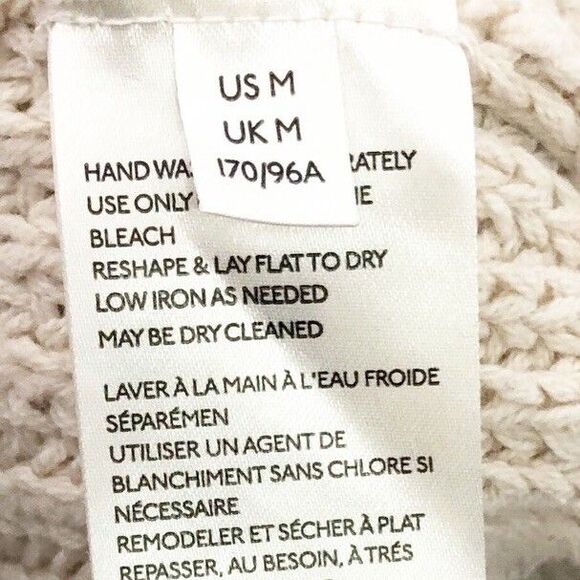 US M
UK M
170/96A
HAND WA RATELY
USE ONLY NE
BLEACH
RESHAPE & LAY FLAT TO DRY
LOW IRON AS NEEDED
MAY BE DRY CLEANED
LAVER À LA MAIN À L'EAU FROIDE
SÉPARÉMEN
UTILISER UN AGENT DE
BLANCHIMENT SANS CHLORE SI
NÉCESSAIRE
REMODELER ET SÉCHER À PLAT
REPASSER, AU BESOIN, À TRÉS